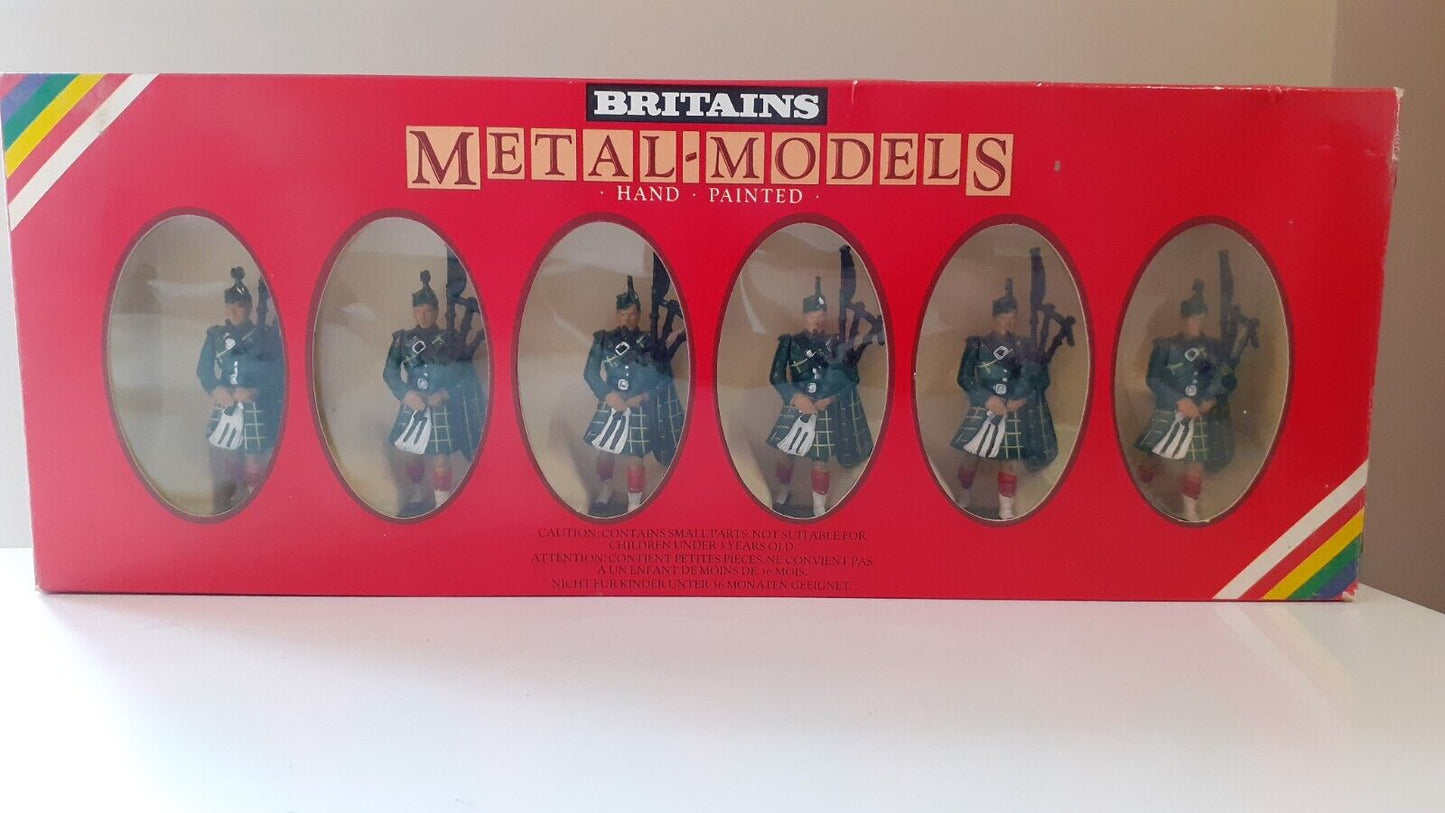 BRITAINS
METAL-MODELS
· HAND · PAINTED ·
CAUTION: CONTAINS SMALL PARTS. NOT SUITABLE FOR
CHILDREN UNDER 3 YEARS OLD.
ATTENTION: CONTIENT PETITES PIECES. NE CONVIENT PAS
A UN ENFANT DE MOINS DE 36 MOIS.
NICHT FUR KINDER UNTER 36 MONATEN GEEIGNET.